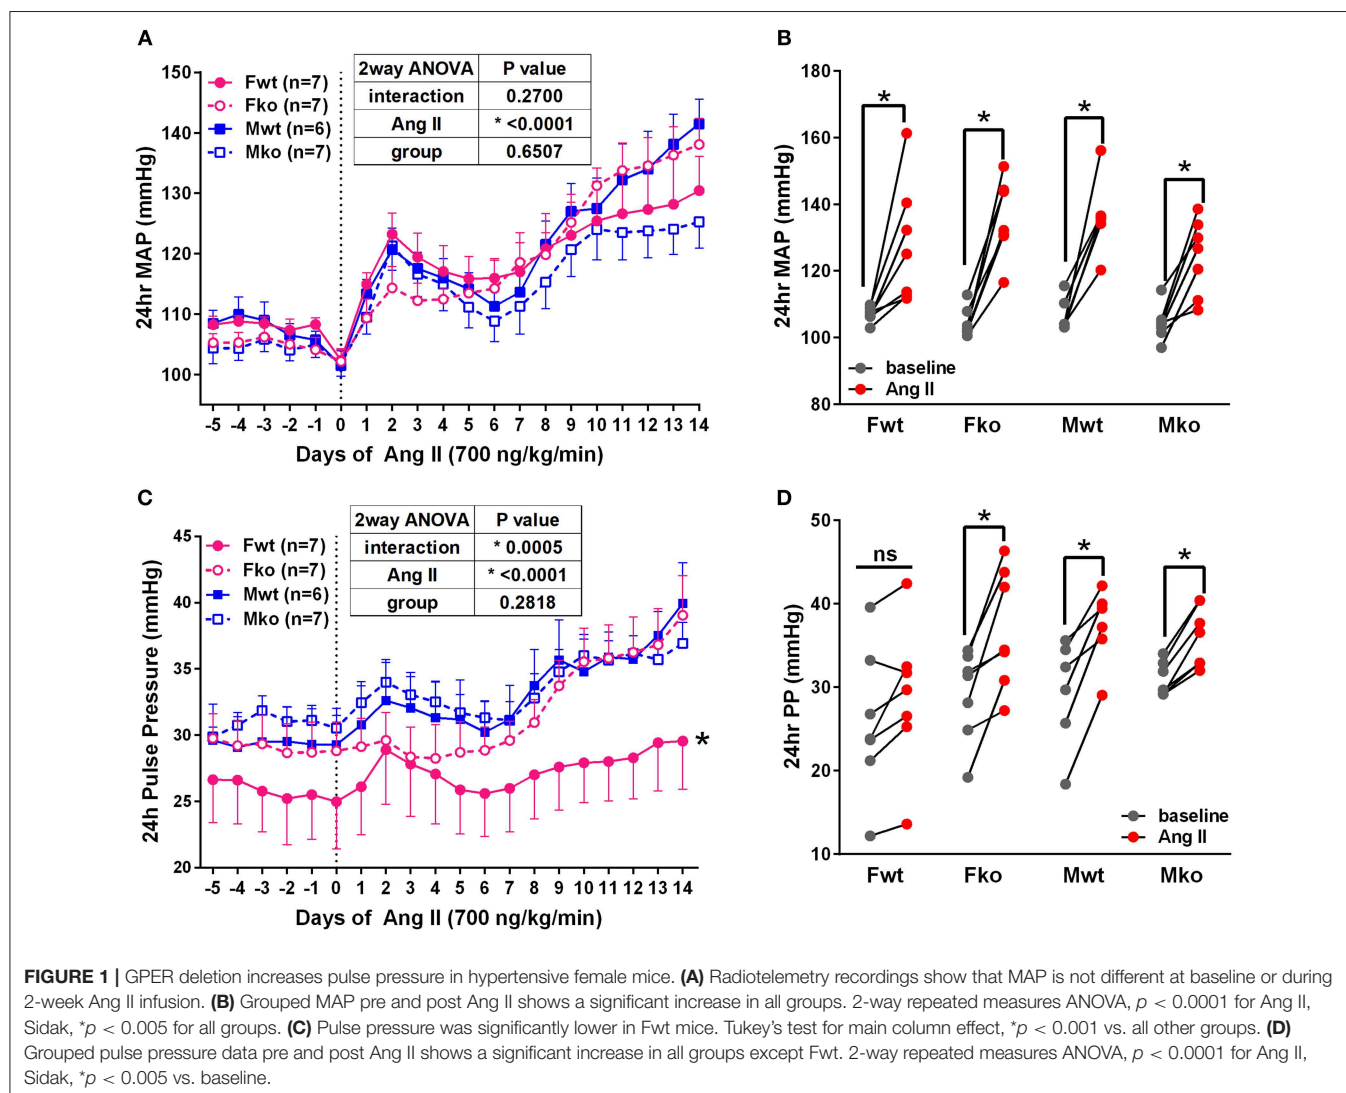 A
150
140
130
120
110
100
24hr MAP (mmHg)
Fwt (n=7)
Fko (n=7)
Mwt (n=6)
Mko (n=7)
2way ANOVA P value
interaction 0.2700
Ang II * <0.0001
group 0.6507
-5 -4 -3 -2 -1 0 1 2 3 4 5 6 7 8 9 10 11 12 13 14
Days of Ang II (700 ng/kg/min)
B
180
160
140
120
100
80
24hr MAP (mmHg)
* * * *
baseline
Ang II
Fwt Fko Mwt Mko
C
45
40
35
30
25
20
24h Pulse Pressure (mmHg)
Fwt (n=7)
Fko (n=7)
Mwt (n=6)
Mko (n=7)
2way ANOVA P value
interaction * 0.0005
Ang II * <0.0001
group 0.2818
*
-5 -4 -3 -2 -1 0 1 2 3 4 5 6 7 8 9 10 11 12 13 14
Days of Ang II (700 ng/kg/min)
D
50
40
30
20
10
24hr PP (mmHg)
ns * * *
baseline
Ang II
Fwt Fko Mwt Mko
FIGURE 1 | GPER deletion increases pulse pressure in hypertensive female mice. (A) Radiotelemetry recordings show that MAP is not different at baseline or during
2-week Ang II infusion. (B) Grouped MAP pre and post Ang II shows a significant increase in all groups. 2-way repeated measures ANOVA, p < 0.0001 for Ang II,
Sidak, *p < 0.005 for all groups. (C) Pulse pressure was significantly lower in Fwt mice. Tukey's test for main column effect, *p < 0.001 vs. all other groups. (D)
Grouped pulse pressure data pre and post Ang II shows a significant increase in all groups except Fwt. 2-way repeated measures ANOVA, p < 0.0001 for Ang II,
Sidak, *p < 0.005 vs. baseline.